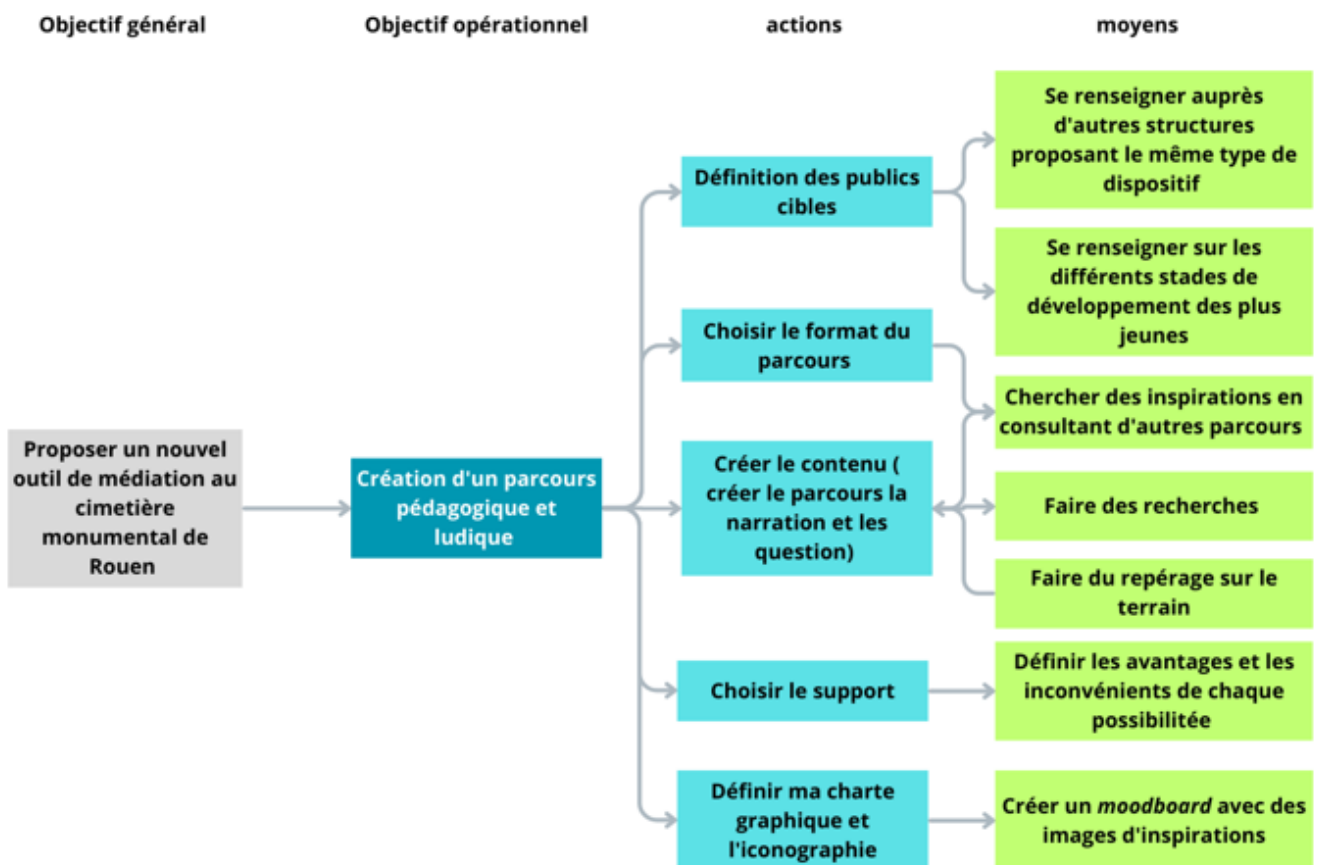 Objectif général
Objectif opérationnel
actions
moyens
Proposer un nouvel
outil de médiation au
cimetière
monumental de
Rouen
Création d'un parcours
pédagogique et
ludique
Définition des publics
cibles
Choisir le format du
parcours
Créer le contenu (
créer le parcours la
narration et les
question)
Choisir le support
Définir ma charte
graphique et
l'iconographie
Se renseigner auprès
d'autres structures
proposant le même type de
dispositif
Se renseigner sur les
différents stades de
développement des plus
jeunes
Chercher des inspirations en
consultant d'autres parcours
Faire des recherches
Faire du repérage sur le
terrain
Définir les avantages et les
inconvénients de chaque
possibilitée
Créer un moodboard avec des
images d'inspirations